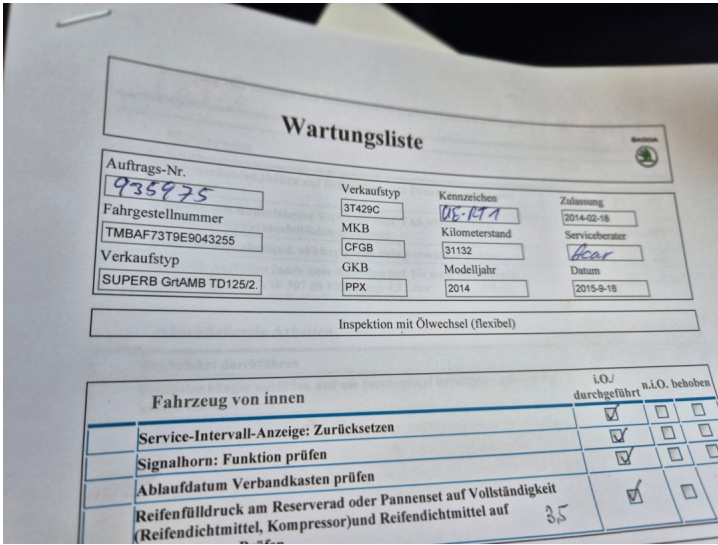 Wartungsliste
SKODA
Auftrags-Nr.
935975
Verkaufstyp
3T429C
Kennzeichen
Zulassung
2014-02-18
Fahrgestellnummer
TMBAF73T9E9043255
MKB
CFGB
Kilometerstand
31132
Serviceberater
Acar
Verkaufstyp
SUPERB GrtAMB TD125/2.
GKB
PPX
Modelljahr
2014
Datum
2015-9-18
Inspektion mit Ölwechsel (flexibel)
Fahrzeug von innen
i.O./
durchgeführt
n.i.O.
behoben
Service-Intervall-Anzeige: Zurücksetzen
Signalhorn: Funktion prüfen
Ablaufdatum Verbandkasten prüfen
Reifenfülldruck am Reserverad oder Pannenset auf Vollständigkeit
(Reifendichtmittel, Kompressor)und Reifendichtmittel auf
3,5